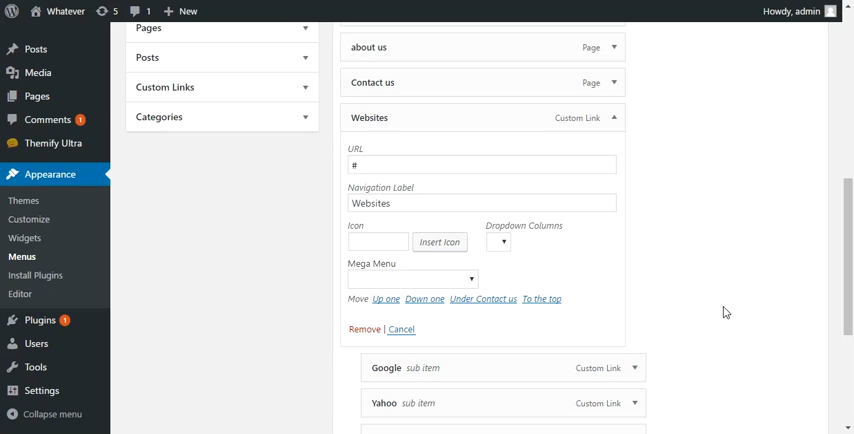 Whatever 5 1 + New Howdy, admin
Posts
Media
Pages
Comments 1
Themify Ultra
Appearance
Themes
Customize
Widgets
Menus
Install Plugins
Editor
Plugins 1
Users
Tools
Settings
Collapse menu
Pages
Posts
Custom Links
Categories
about us Page
Contact us Page
Websites Custom Link
URL
#
Navigation Label
Websites
Icon Dropdown Columns
Insert Icon
Mega Menu
Move Up one Down one Under Contact us To the top
Remove | Cancel
Google sub item Custom Link
Yahoo sub item Custom Link